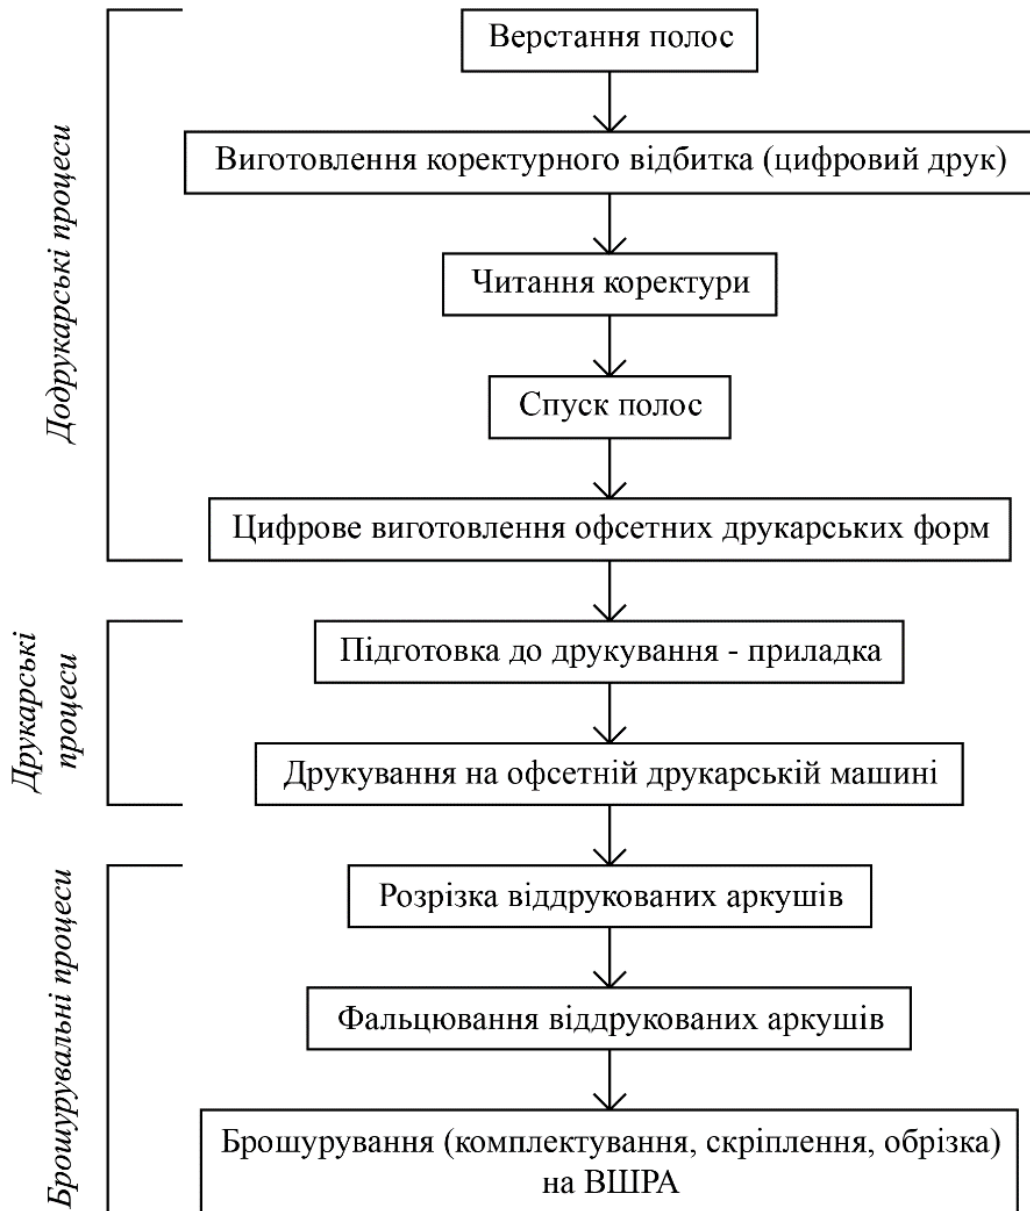 Додрукарські процеси
Верстання полос
Виготовлення коректурного відбитка (цифровий друк)
Читання коректури
Спуск полос
Цифрове виготовлення офсетних друкарських форм
Друкарські
процеси
Підготовка до друкування - приладка
Друкування на офсетній друкарській машині
Брошурувальні процеси
Розрізка віддрукованих аркушів
Фальцювання віддрукованих аркушів
Брошурування (комплектування, скріплення, обрізка)
на ВШРА